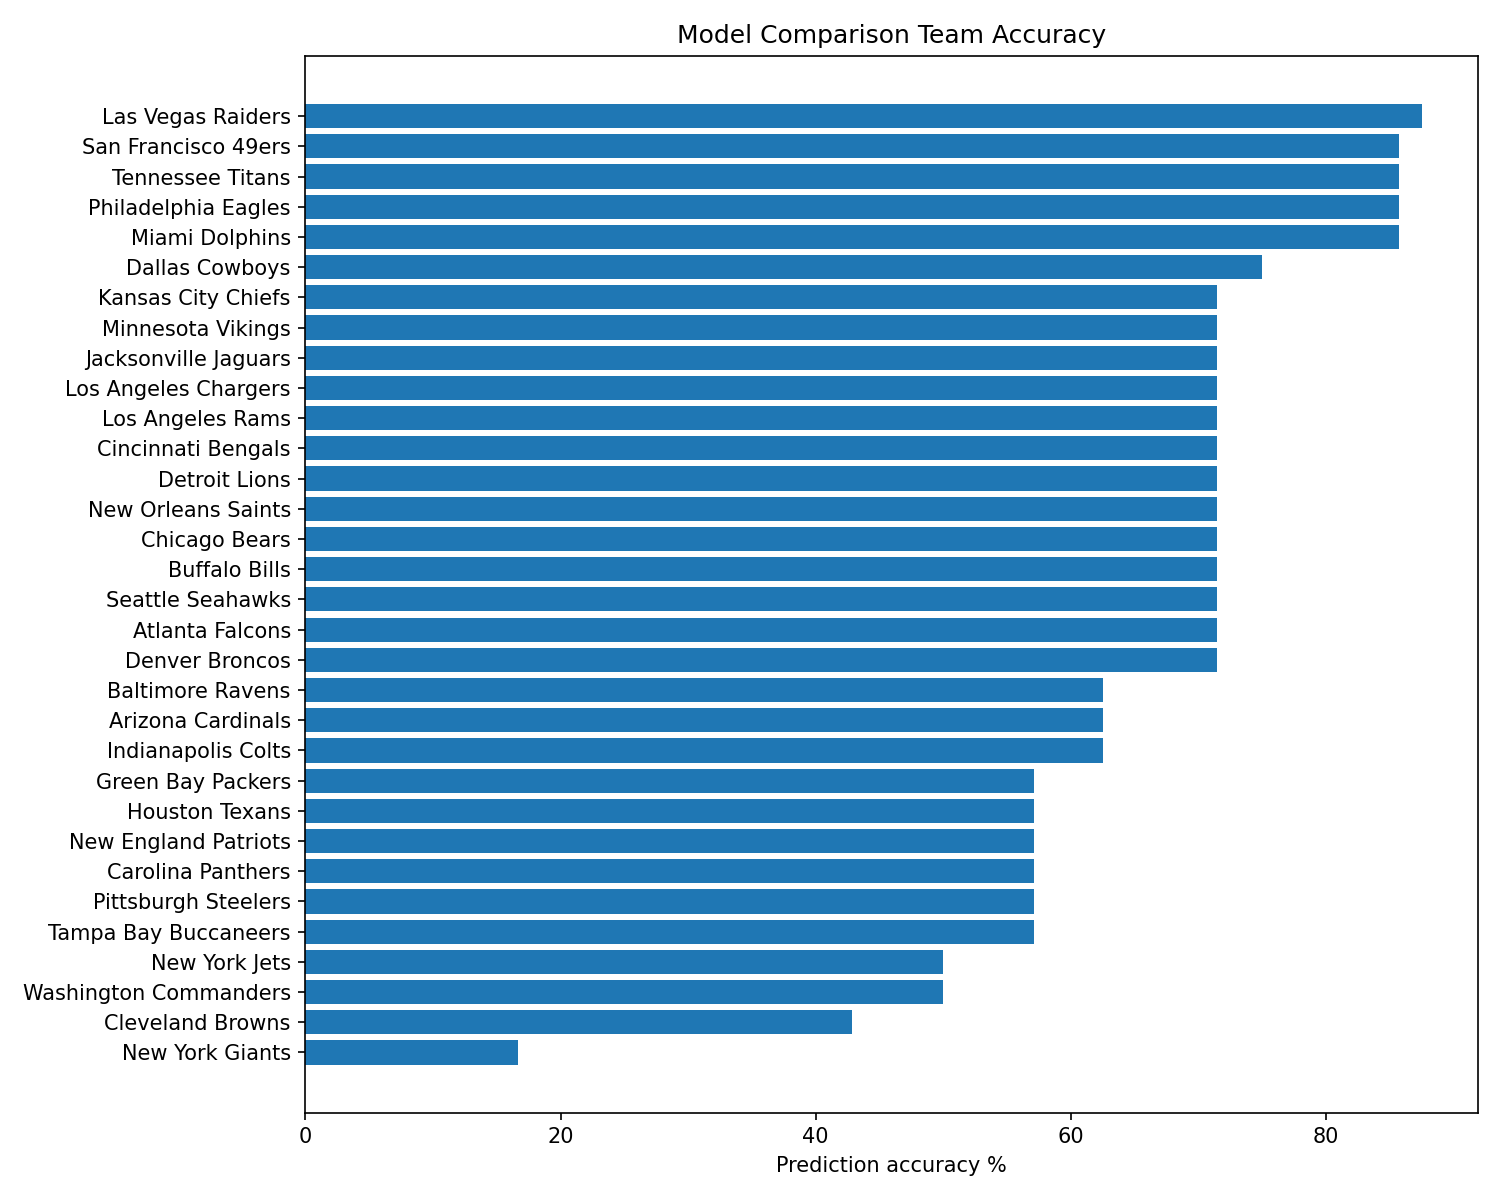 Model Comparison Team Accuracy
Las Vegas Raiders
San Francisco 49ers
Tennessee Titans
Philadelphia Eagles
Miami Dolphins
Dallas Cowboys
Kansas City Chiefs
Minnesota Vikings
Jacksonville Jaguars
Los Angeles Chargers
Los Angeles Rams
Cincinnati Bengals
Detroit Lions
New Orleans Saints
Chicago Bears
Buffalo Bills
Seattle Seahawks
Atlanta Falcons
Denver Broncos
Baltimore Ravens
Arizona Cardinals
Indianapolis Colts
Green Bay Packers
Houston Texans
New England Patriots
Carolina Panthers
Pittsburgh Steelers
Tampa Bay Buccaneers
New York Jets
Washington Commanders
Cleveland Browns
New York Giants
0 20 40 60 80
Prediction accuracy %